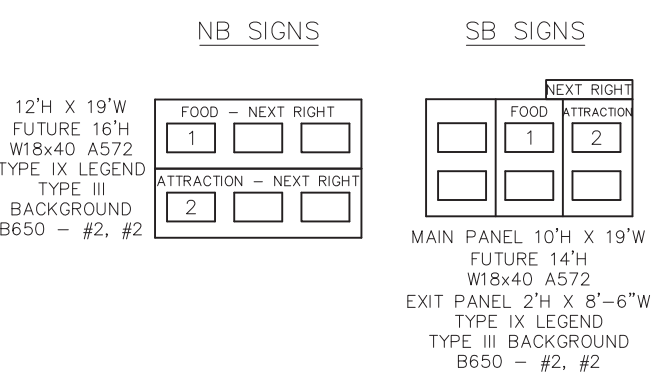 NB SIGNS
12'H X 19'W
FUTURE 16'H
W18x40 A572
TYPE IX LEGEND
TYPE III
BACKGROUND
B650 – #2, #2
FOOD – NEXT RIGHT
1
ATTRACTION – NEXT RIGHT
2
SB SIGNS
NEXT RIGHT
FOOD
ATTRACTION
1
2
MAIN PANEL 10'H X 19'W
FUTURE 14'H
W18x40 A572
EXIT PANEL 2'H X 8'–6"W
TYPE IX LEGEND
TYPE III BACKGROUND
B650 – #2, #2